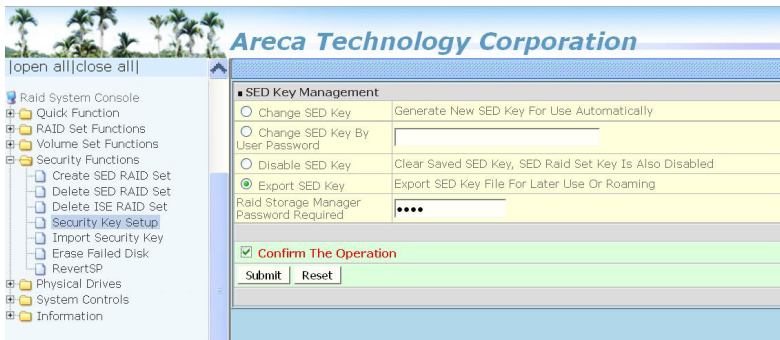 Areca Technology Corporation
|open all|close all|
Raid System Console
Quick Function
RAID Set Functions
Volume Set Functions
Security Functions
Create SED RAID Set
Delete SED RAID Set
Delete ISE RAID Set
Security Key Setup
Import Security Key
Erase Failed Disk
RevertSP
Physical Drives
System Controls
Information
SED Key Management
Change SED Key Generate New SED Key For Use Automatically
Change SED Key By
User Password
Disable SED Key Clear Saved SED Key, SED Raid Set Key Is Also Disabled
Export SED Key Export SED Key File For Later Use Or Roaming
Raid Storage Manager
Password Required ••••
Confirm The Operation
Submit Reset